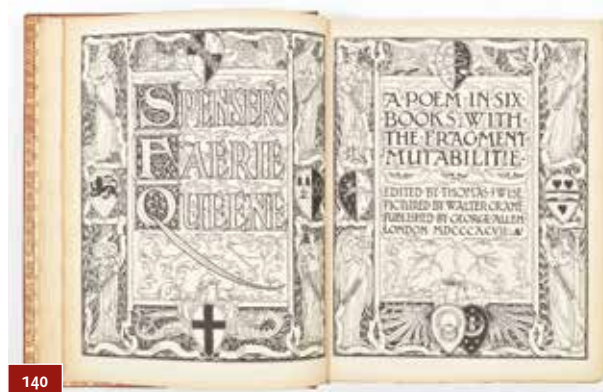 SPENSER'S
FAERIE
QUEENE
A·POEM·IN·SIX
BOOKS;WITH
THE·FRAGMENT
MUTABILITIE·
EDITED BY THOMAS J WISE
PICTURED BY WALTER CRANE
PUBLISHED BY GEORGE ALLEN
LONDON
140